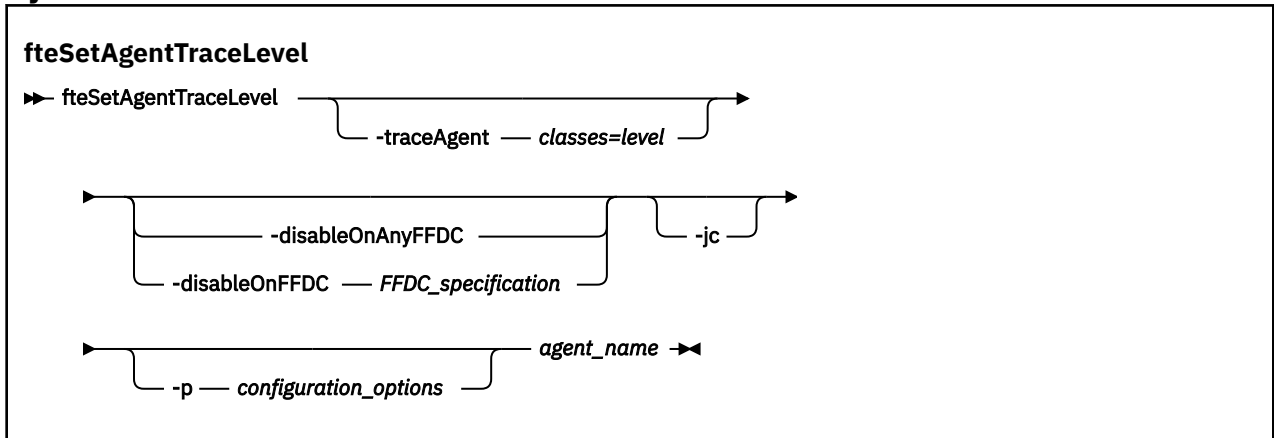 fteSetAgentTraceLevel
fteSetAgentTraceLevel
-traceAgent classes=level
-disableOnAnyFFDC
-jc
-disableOnFFDC FFDC_specification
agent_name
-p configuration_options